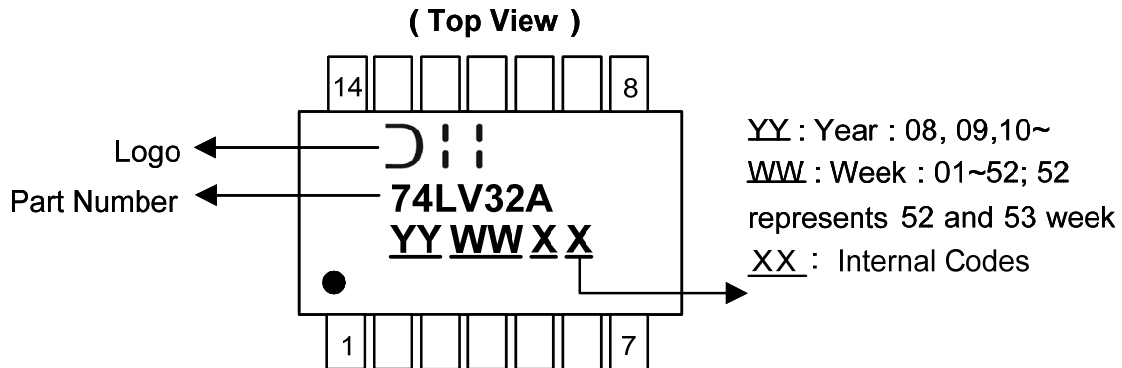 ( Top View )
14
8
Logo
Part Number
74LV32A
YY WW X X
1
7
YY : Year : 08, 09,10~
WW : Week : 01~52; 52
represents 52 and 53 week
XX : Internal Codes